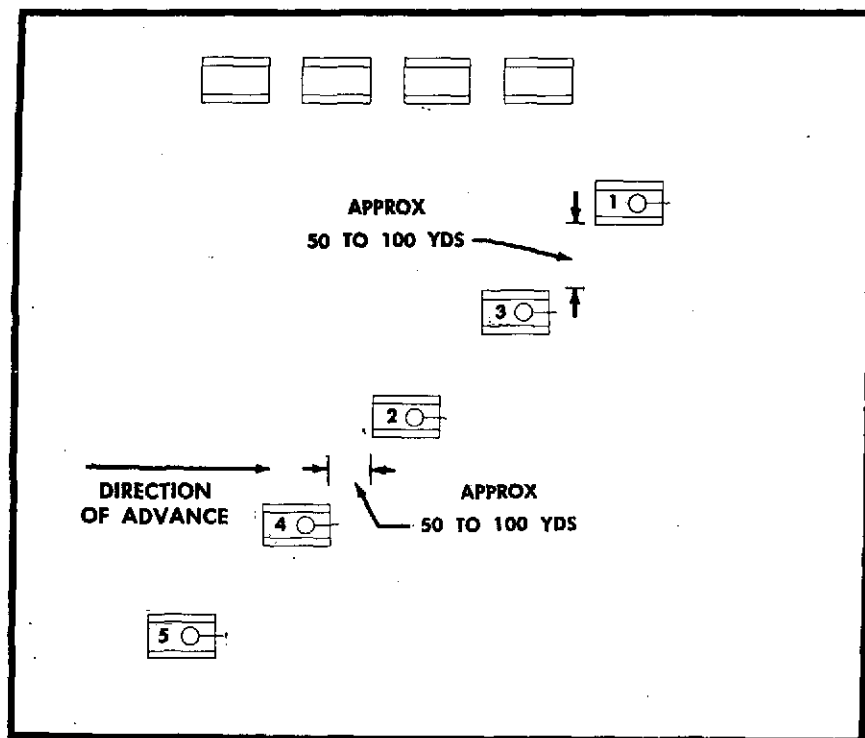 1
APPROX
50 TO 100 YDS
3
2
DIRECTION
OF ADVANCE
APPROX
50 TO 100 YDS
4
5